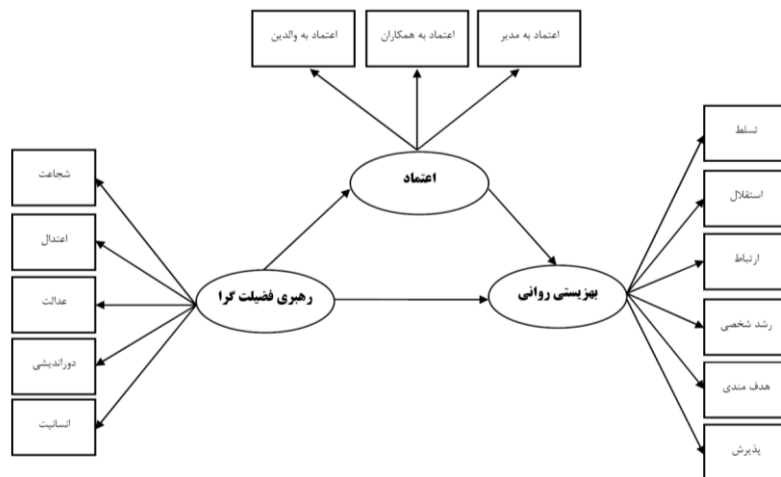 اعتماد به مدیر
اعتماد به همکاران
اعتماد به والدین
تسلط
استقلال
ارتباط
رشد شخصی
هدف مندی
پذیرش
اعتماد
بهزیستی روانی
رهبری فضیلت گرا
شجاعت
اعتدال
عدالت
دوراندیشی
انسانیت